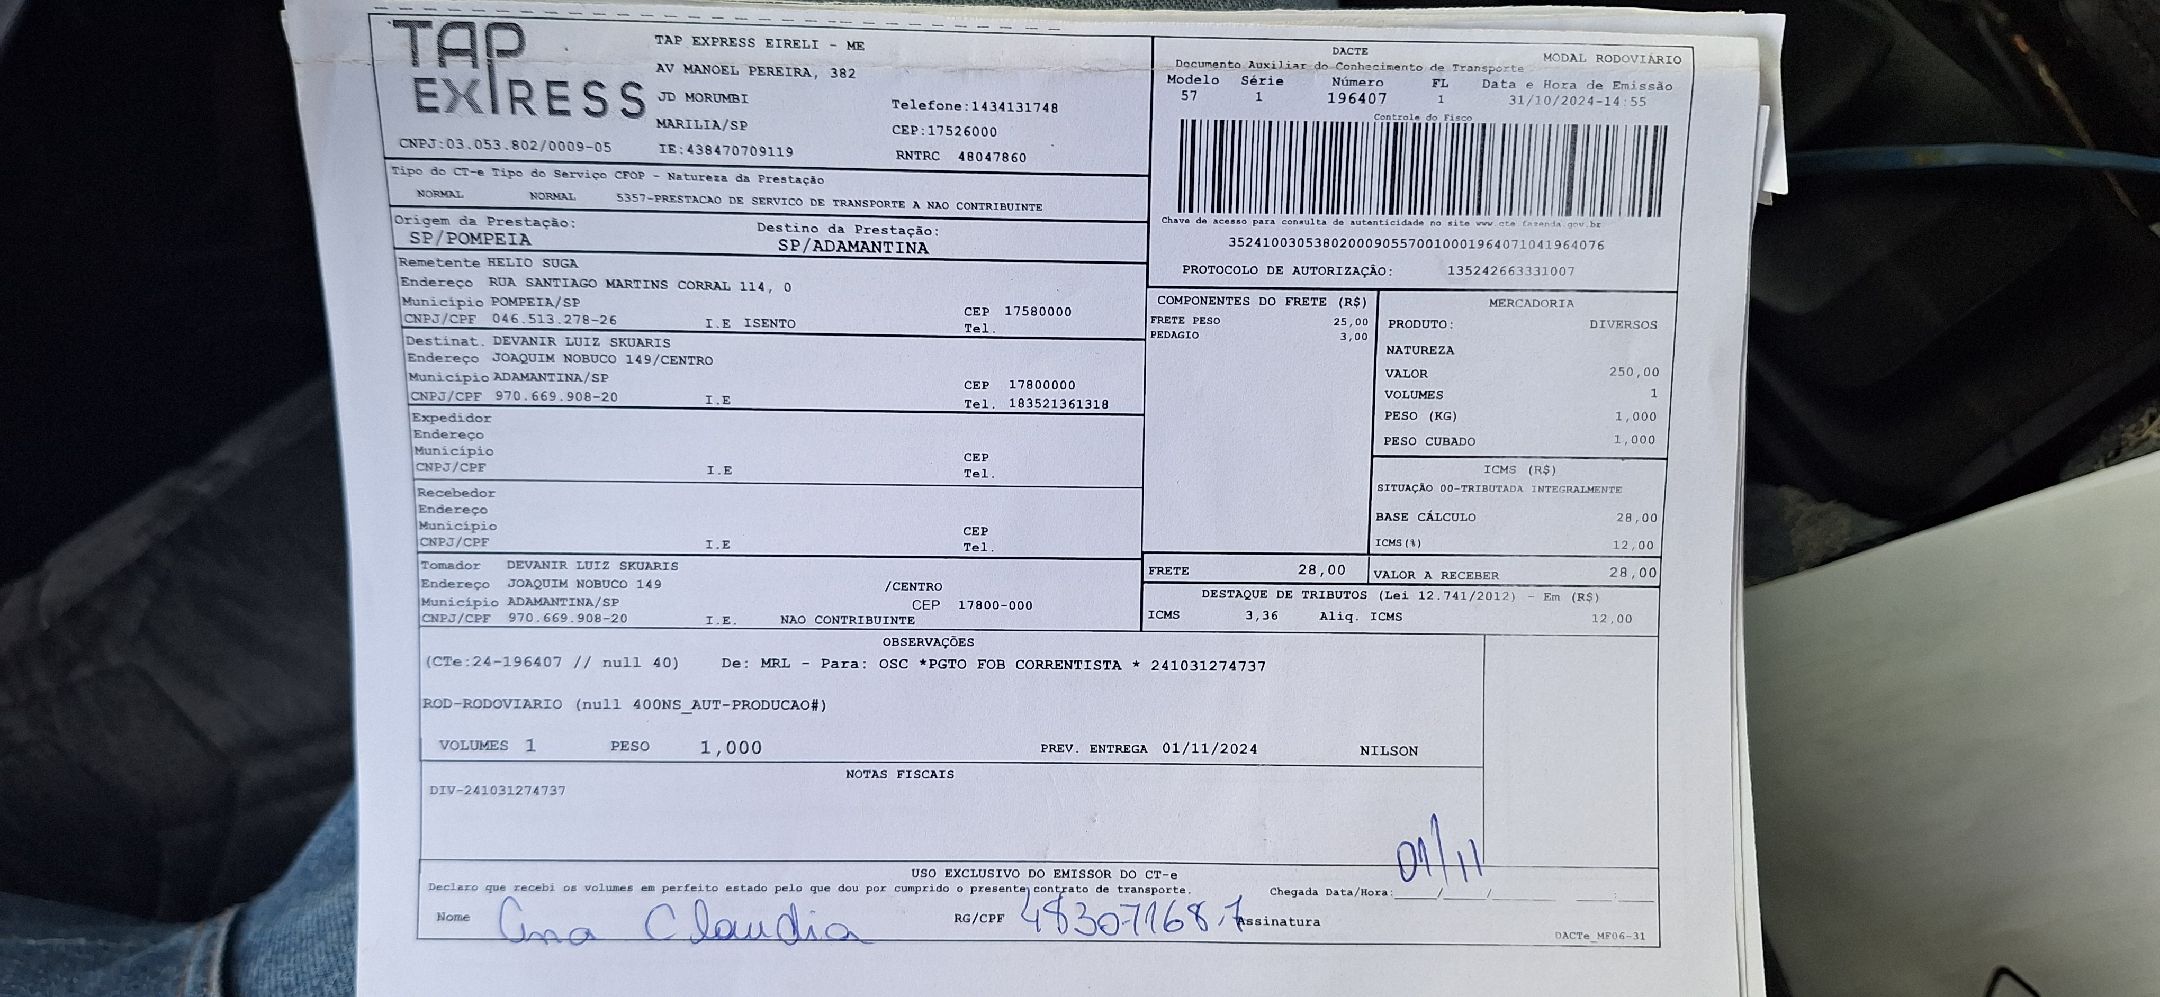 TAP EXPRESS
TAP EXPRESS EIRELI - ME
AV MANOEL PEREIRA, 382
JD MORUMBI
Telefone:1434131748
MARILIA/SP
CEP:17526000
CNPJ:03.053.802/0009-05
IE:438470709119
RNTRC 48047860
DACTE
MODAL RODOVIÁRIO
Documento Auxiliar do Conhecimento de Transporte
Modelo Série Número FL Data e Hora de Emissão
57 1 196407 1 31/10/2024-14:55
Controle do Fisco
Chave de acesso para consulta de autenticidade no site www.cte fazenda.gov.br
35241003053802000905570010001964071041964076
PROTOCOLO DE AUTORIZAÇÃO: 135242663331007
Tipo do CT-e Tipo do Serviço CFOP - Natureza da Prestação
NORMAL NORMAL 5357-PRESTACAO DE SERVICO DE TRANSPORTE A NAO CONTRIBUINTE
Origem da Prestação: Destino da Prestação:
SP/POMPEIA SP/ADAMANTINA
Remetente HELIO SUGA
Endereço RUA SANTIAGO MARTINS CORRAL 114, 0
Município POMPEIA/SP CEP 17580000
CNPJ/CPF 046.513.278-26 I.E ISENTO Tel.
Destinat. DEVANIR LUIZ SKUARIS
Endereço JOAQUIM NOBUCO 149/CENTRO
Município ADAMANTINA/SP CEP 17800000
CNPJ/CPF 970.669.908-20 I.E Tel. 183521361318
Expedidor
Endereço
Município CEP
CNPJ/CPF I.E Tel.
Recebedor
Endereço
Município CEP
CNPJ/CPF I.E Tel.
Tomador DEVANIR LUIZ SKUARIS
Endereço JOAQUIM NOBUCO 149 /CENTRO
Município ADAMANTINA/SP CEP 17800-000
CNPJ/CPF 970.669.908-20 I.E. NAO CONTRIBUINTE
COMPONENTES DO FRETE (R$)
FRETE PESO 25,00
PEDAGIO 3,00
MERCADORIA
PRODUTO: DIVERSOS
NATUREZA
VALOR 250,00
VOLUMES 1
PESO (KG) 1,000
PESO CUBADO 1,000
ICMS (R$)
SITUAÇÃO 00-TRIBUTADA INTEGRALMENTE
BASE CÁLCULO 28,00
ICMS(%) 12,00
FRETE 28,00 VALOR A RECEBER 28,00
DESTAQUE DE TRIBUTOS (Lei 12.741/2012) - Em (R$)
ICMS 3,36 Aliq. ICMS 12,00
OBSERVAÇÕES
(CTe:24-196407 // null 40) De: MRL - Para: OSC *PGTO FOB CORRENTISTA * 241031274737
ROD-RODOVIARIO (null 400NS_AUT-PRODUCAO#)
VOLUMES 1 PESO 1,000 PREV. ENTREGA 01/11/2024 NILSON
NOTAS FISCAIS
DIV-241031274737
USO EXCLUSIVO DO EMISSOR DO CT-e
Declaro que recebi os volumes em perfeito estado pelo que dou por cumprido o presente contrato de transporte.
Chegada Data/Hora: 01/11
Nome Ana Claudia RG/CPF 483071168.7 Assinatura
DACTe_MF06-31